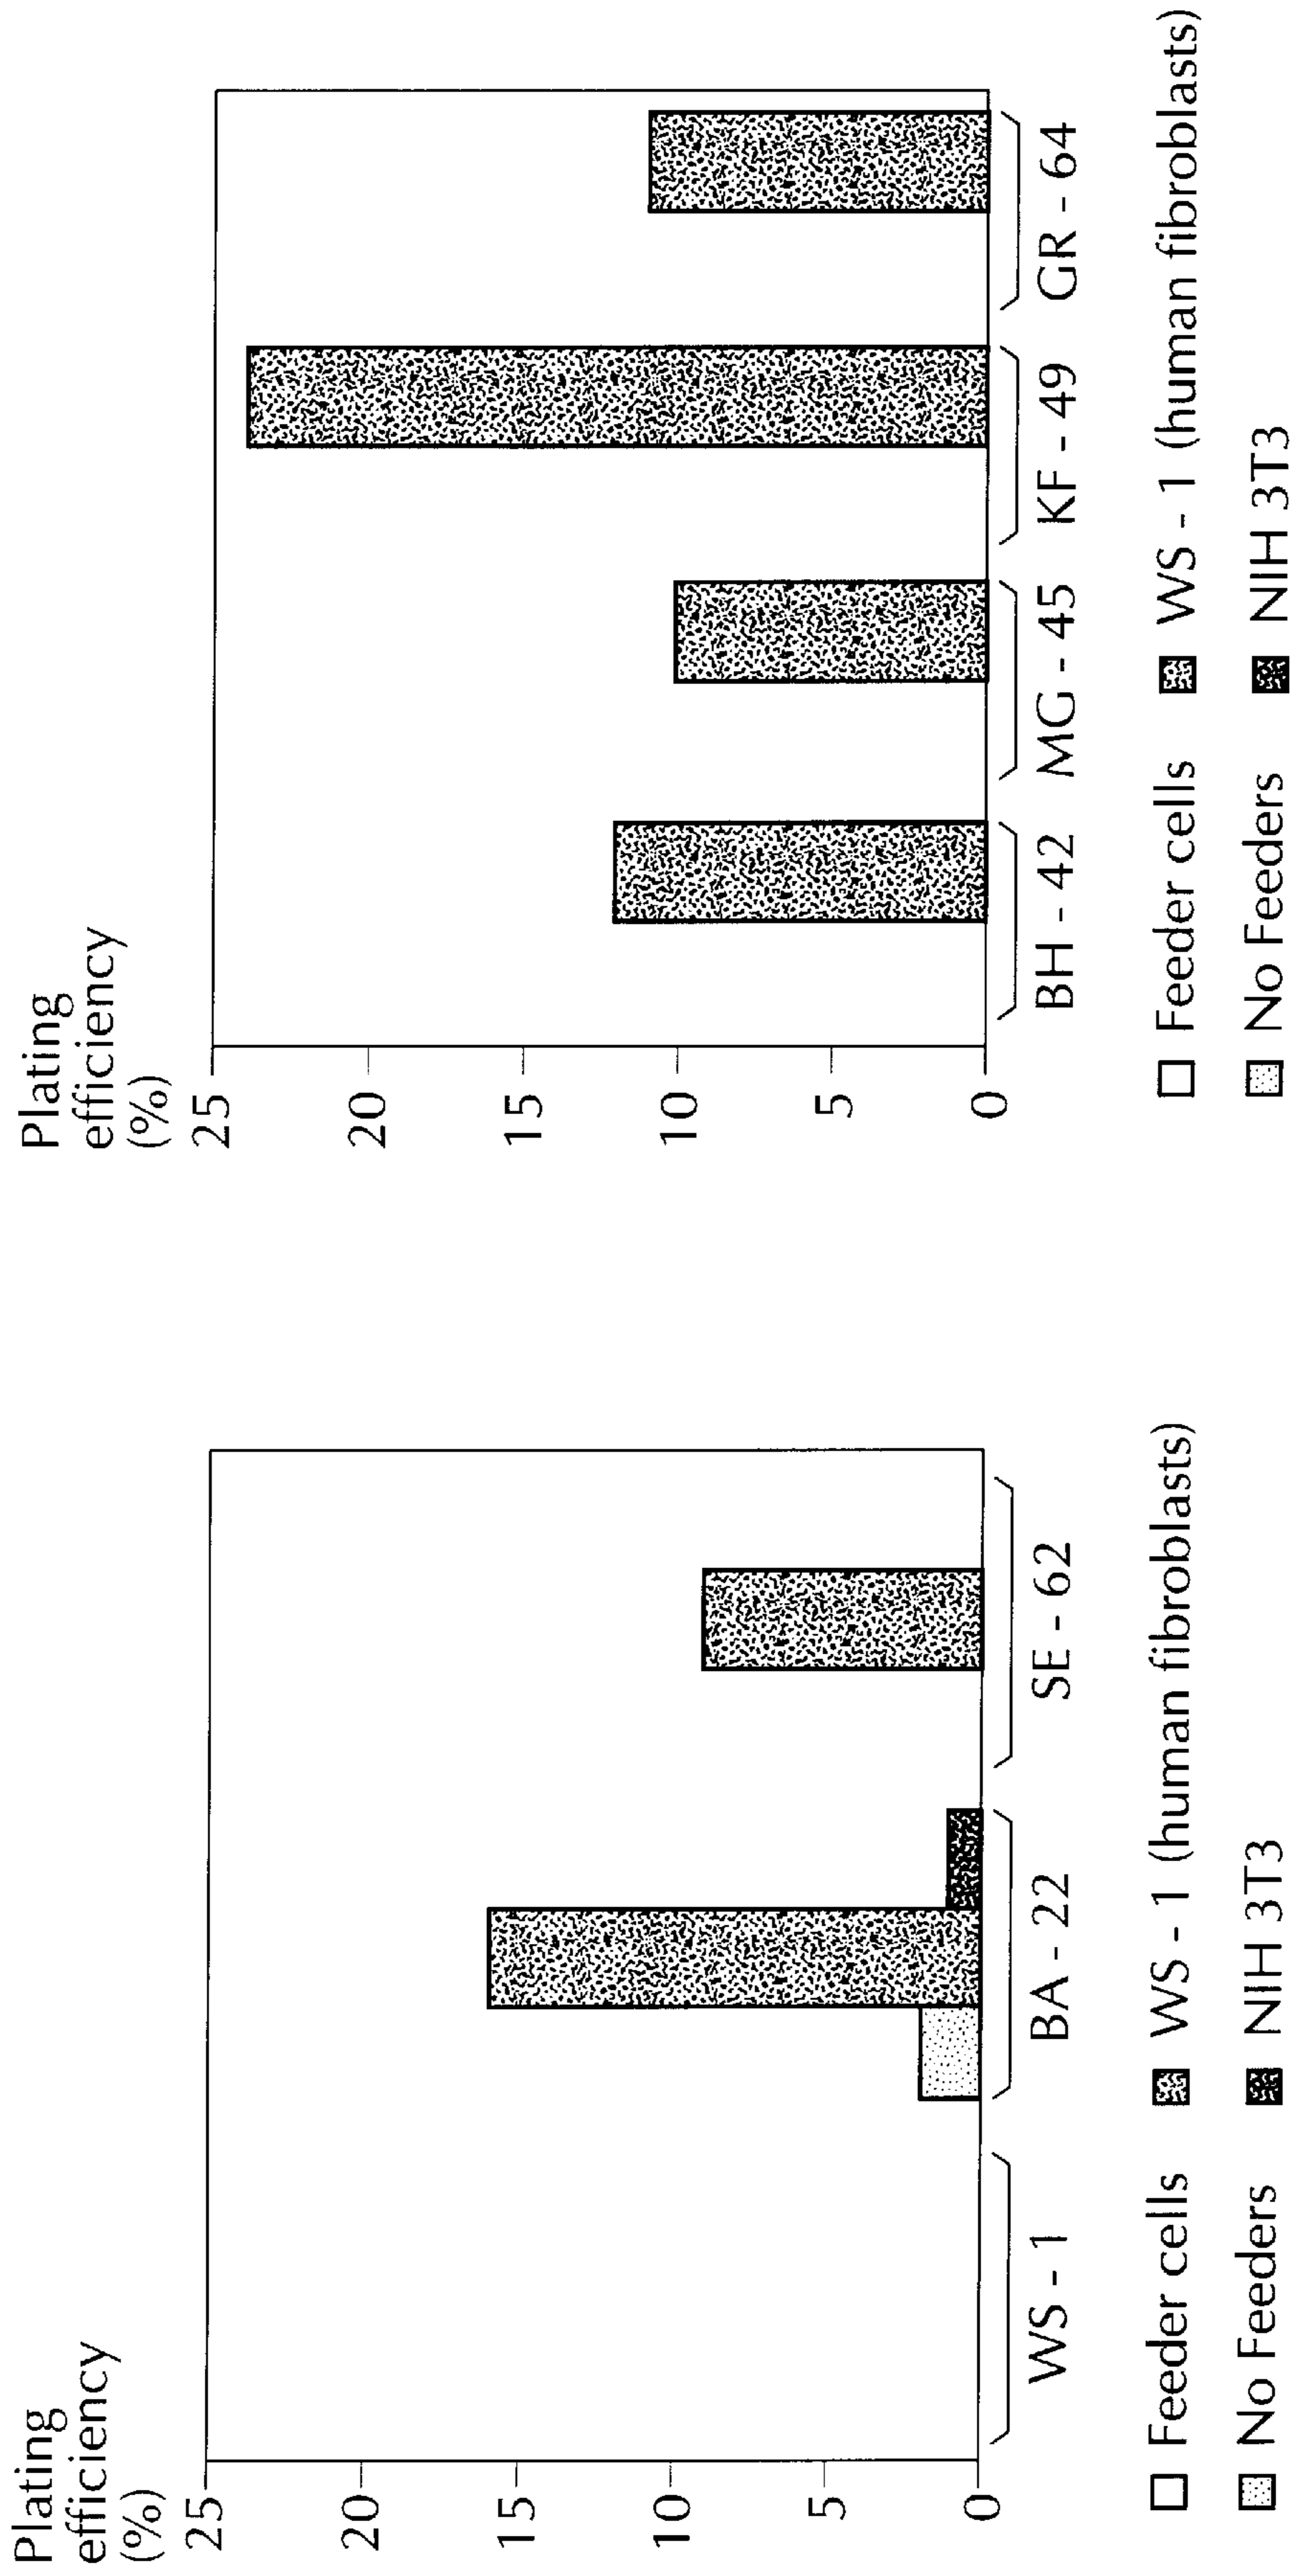 Plating
efficiency
(%)
25
20
15
10
5
0
WS - 1
BA - 22
SE - 62
Feeder cells
WS - 1 (human fibroblasts)
No Feeders
NIH 3T3
Plating
efficiency
(%)
25
20
15
10
5
0
BH - 42
MG - 45
KF - 49
GR - 64
Feeder cells
WS - 1 (human fibroblasts)
No Feeders
NIH 3T3